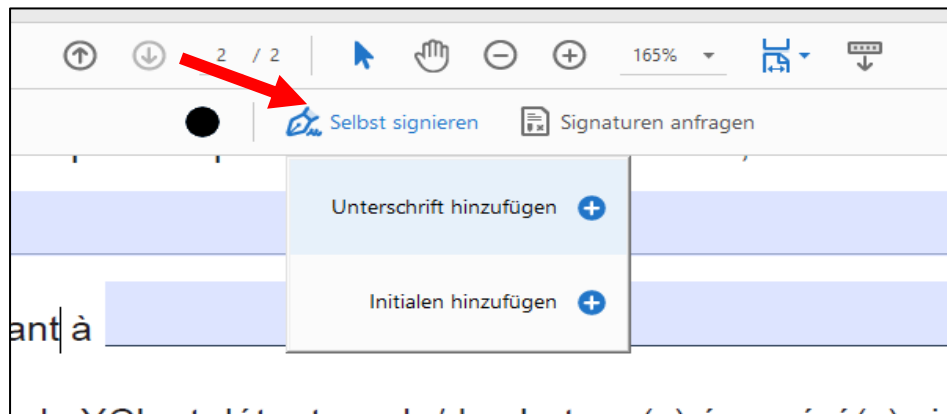 2 / 2 165%
Selbst signieren Signaturen anfragen
Unterschrift hinzufügen
Initialen hinzufügen
ant à